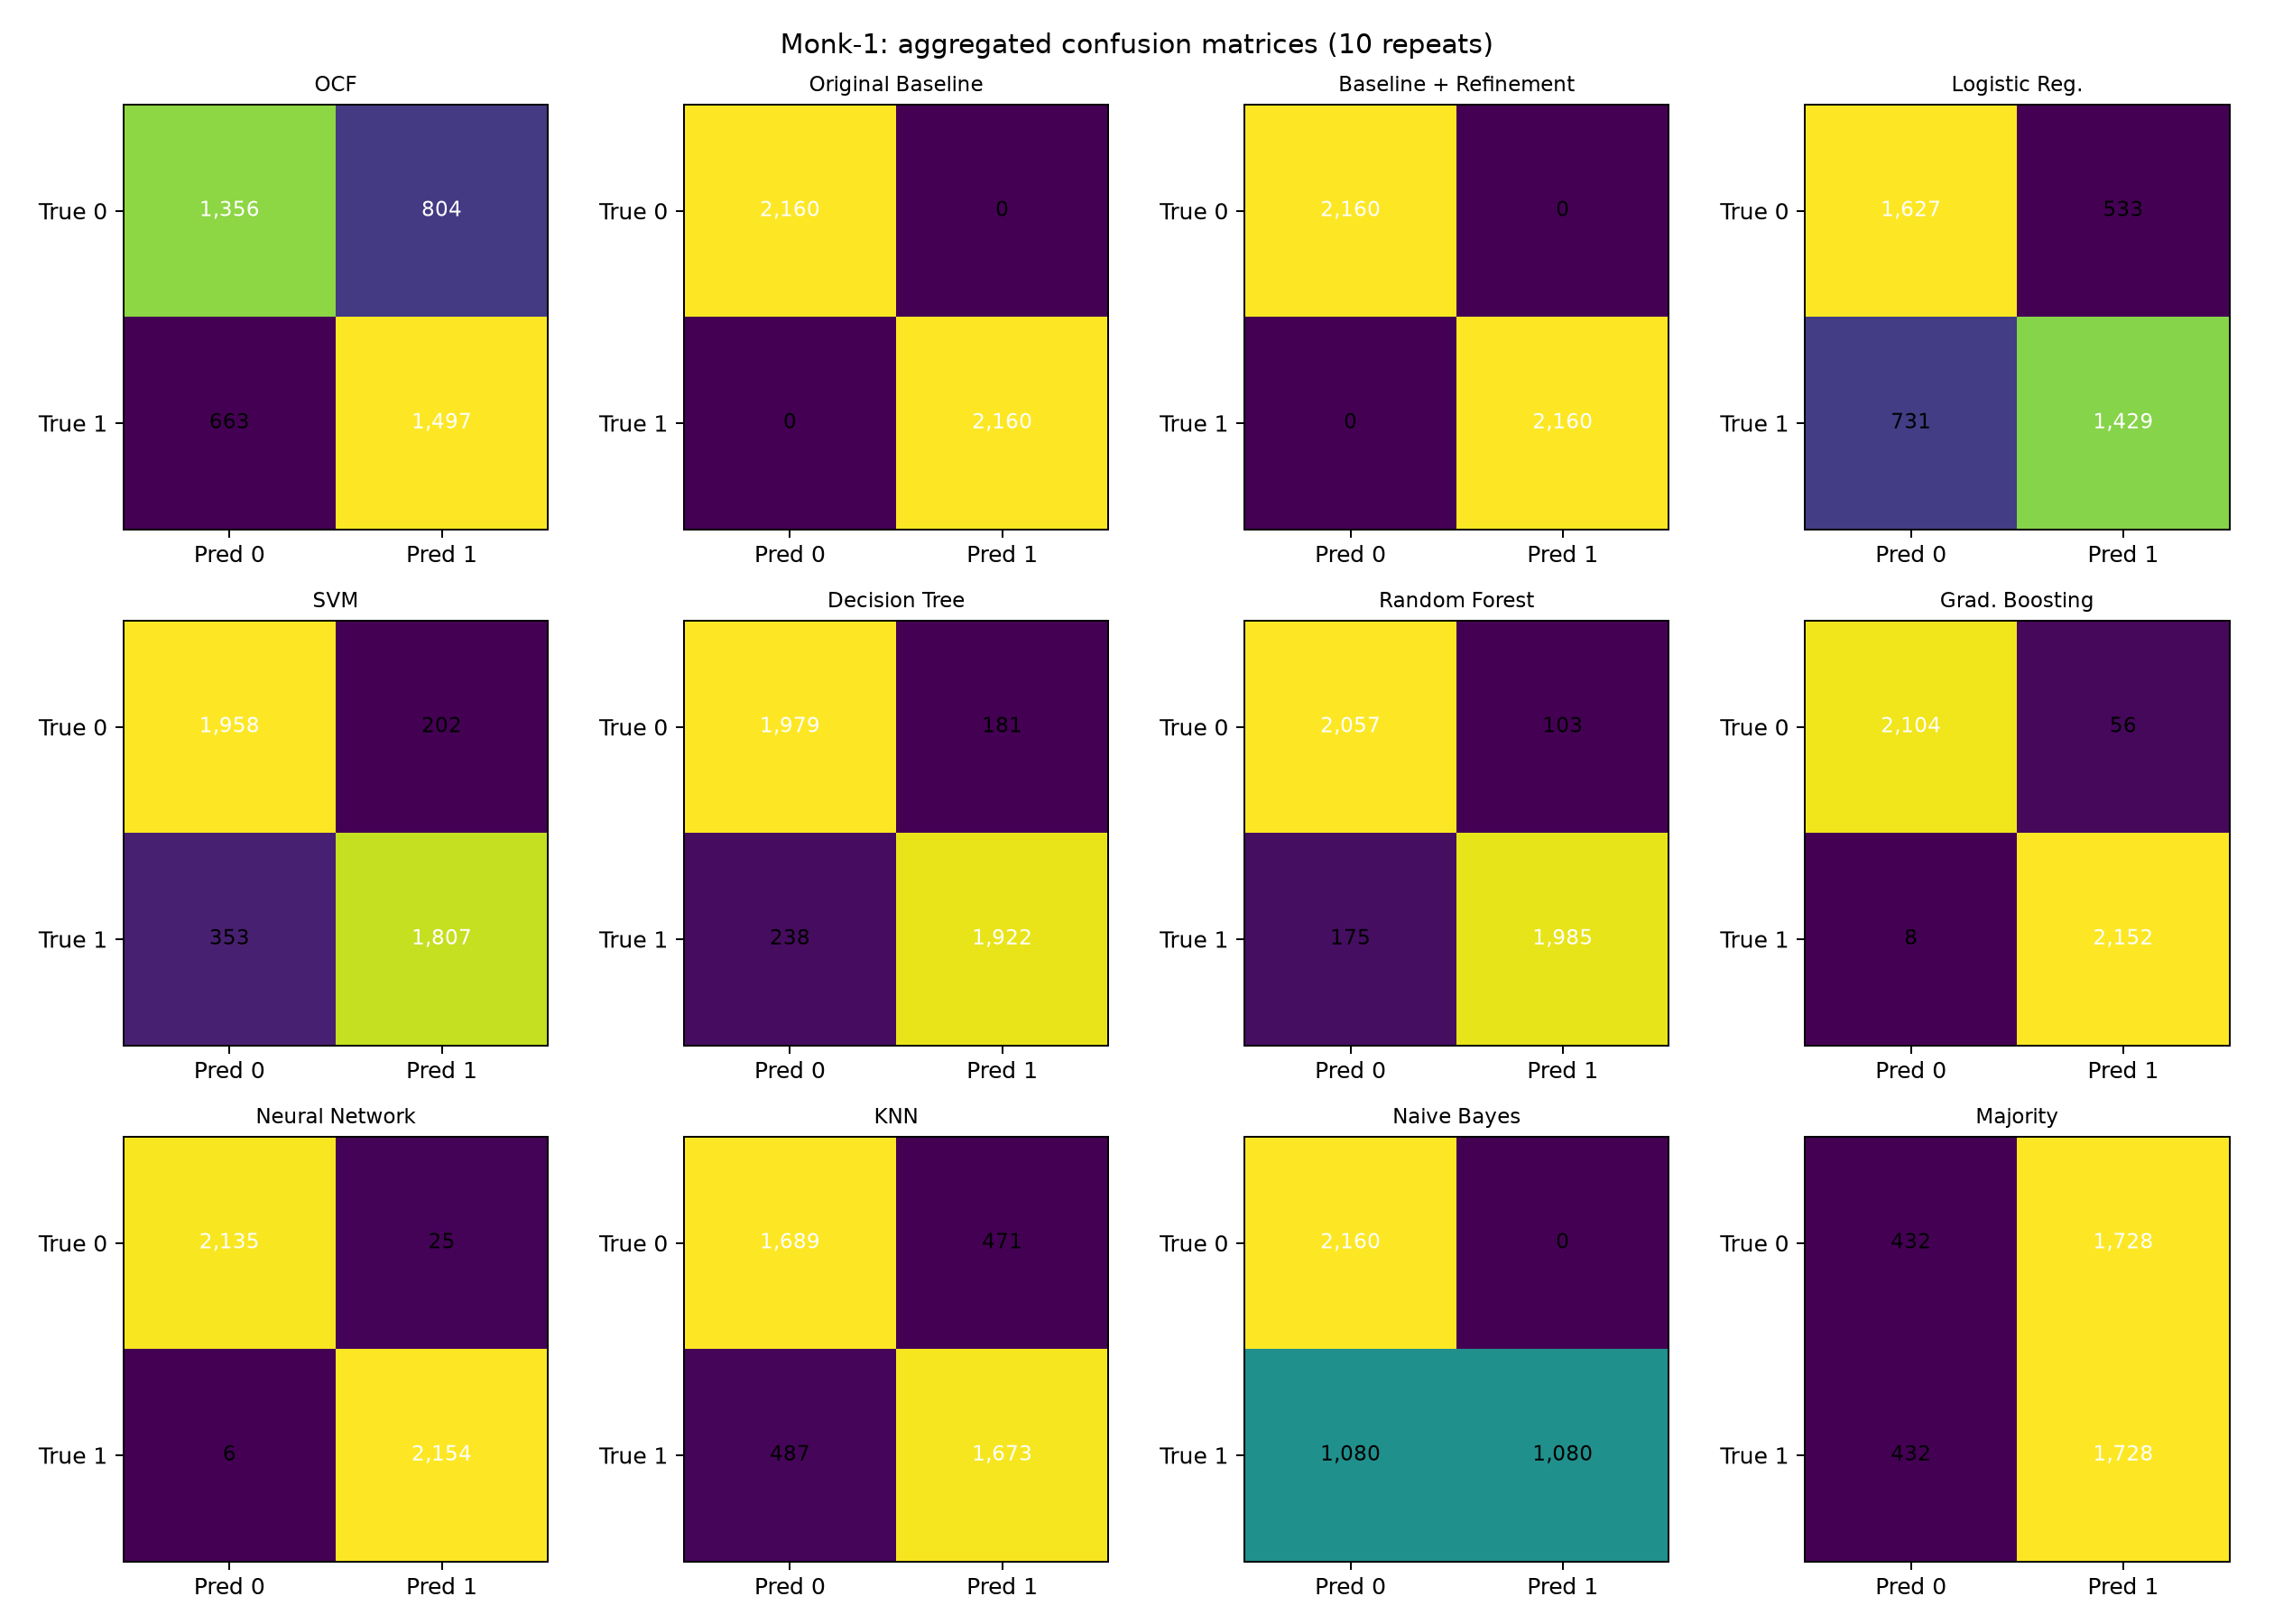 Monk-1: aggregated confusion matrices (10 repeats)
OCF
Original Baseline
Baseline + Refinement
Logistic Reg.
True 0 1,356 804
True 1 663 1,497
Pred 0 Pred 1
True 0 2,160 0
True 1 0 2,160
Pred 0 Pred 1
True 0 2,160 0
True 1 0 2,160
Pred 0 Pred 1
True 0 1,627 533
True 1 731 1,429
Pred 0 Pred 1
SVM
Decision Tree
Random Forest
Grad. Boosting
True 0 1,958 202
True 1 353 1,807
Pred 0 Pred 1
True 0 1,979 181
True 1 238 1,922
Pred 0 Pred 1
True 0 2,057 103
True 1 175 1,985
Pred 0 Pred 1
True 0 2,104 56
True 1 8 2,152
Pred 0 Pred 1
Neural Network
KNN
Naive Bayes
Majority
True 0 2,135 25
True 1 6 2,154
Pred 0 Pred 1
True 0 1,689 471
True 1 487 1,673
Pred 0 Pred 1
True 0 2,160 0
True 1 1,080 1,080
Pred 0 Pred 1
True 0 432 1,728
True 1 432 1,728
Pred 0 Pred 1